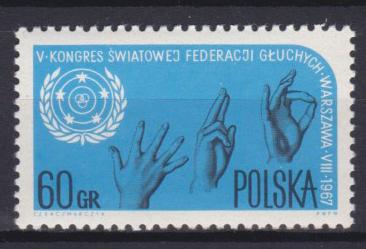 V·KONGRES ŚWIATOWEJ FEDERACJI GŁUCHYCH·WARSZAWA·VIII·1967
60 GR
POLSKA